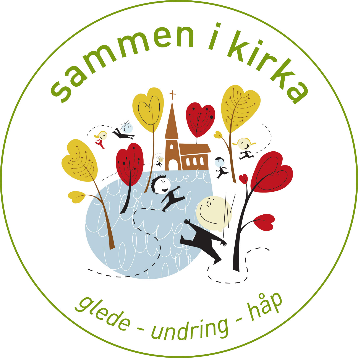 sammen i kirka
glede - undring - håp